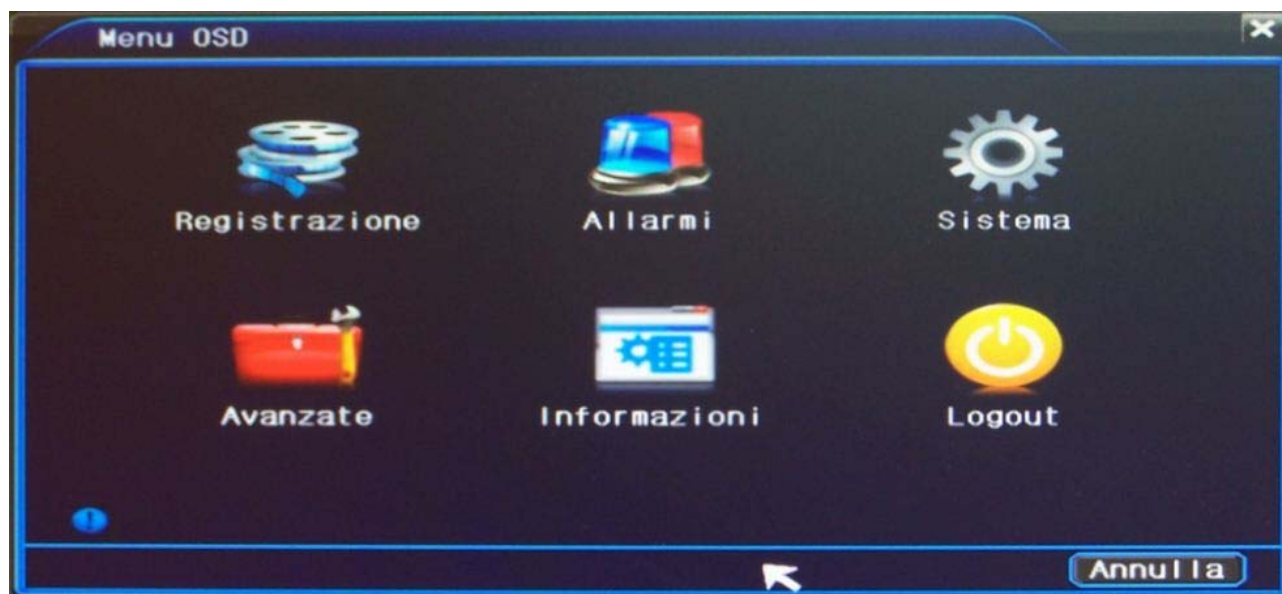 Menu OSD
Registrazione Allarmi Sistema
Avanzate Informazioni Logout
Annulla